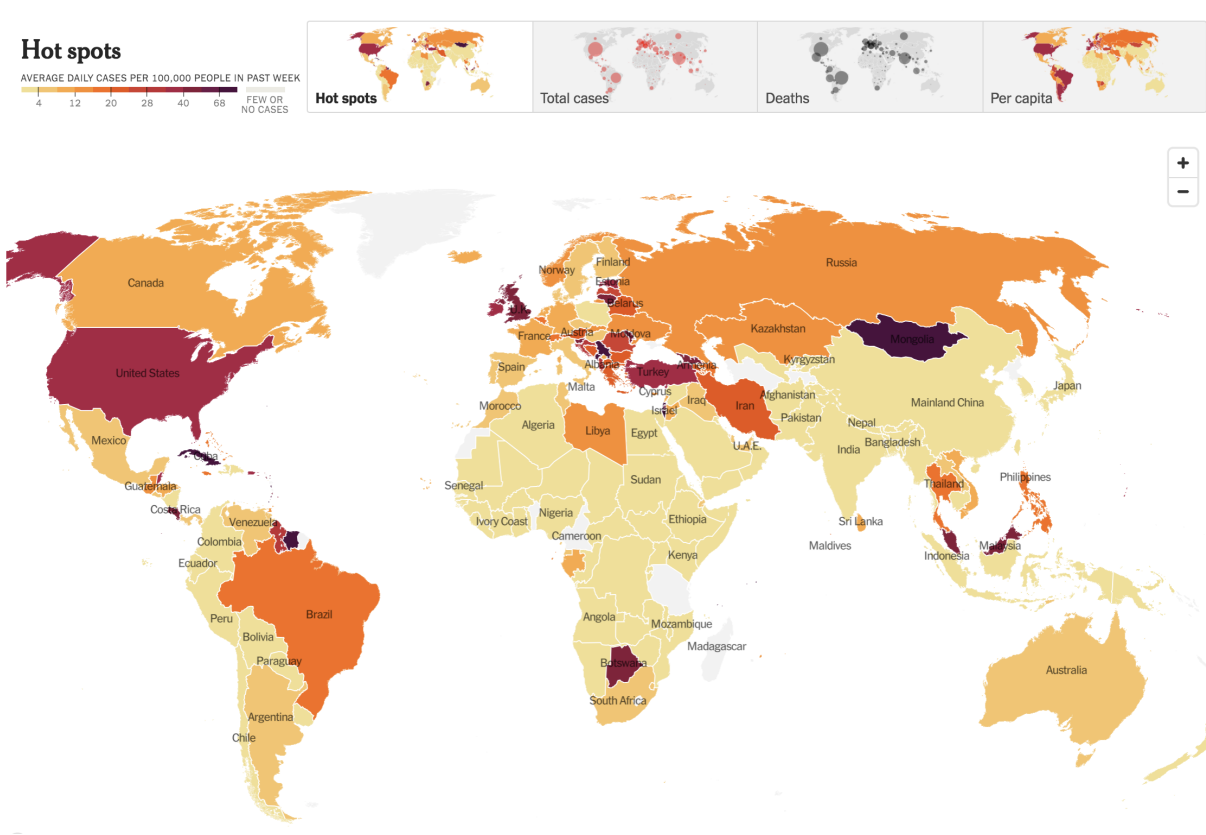 Hot spots
AVERAGE DAILY CASES PER 100,000 PEOPLE IN PAST WEEK
4 12 20 28 40 68
FEW OR
NO CASES
Hot spots
Total cases
Deaths
Per capita
+
−
Canada
Norway
Finland
Russia
Estonia
Belarus
U.K.
France
Austria
Moldova
Kazakhstan
Mongolia
United States
Spain
Albania
Turkey
Armenia
Kyrgyzstan
Malta
Cyprus
Japan
Morocco
Israel
Iraq
Iran
Afghanistan
Mainland China
Algeria
Libya
Egypt
Pakistan
Nepal
Mexico
U.A.E.
India
Bangladesh
Cuba
Guatemala
Senegal
Sudan
Thailand
Philippines
Costa Rica
Venezuela
Ivory Coast
Nigeria
Ethiopia
Sri Lanka
Colombia
Cameroon
Maldives
Malaysia
Ecuador
Kenya
Indonesia
Brazil
Peru
Angola
Mozambique
Bolivia
Madagascar
Paraguay
Botswana
Australia
South Africa
Argentina
Chile